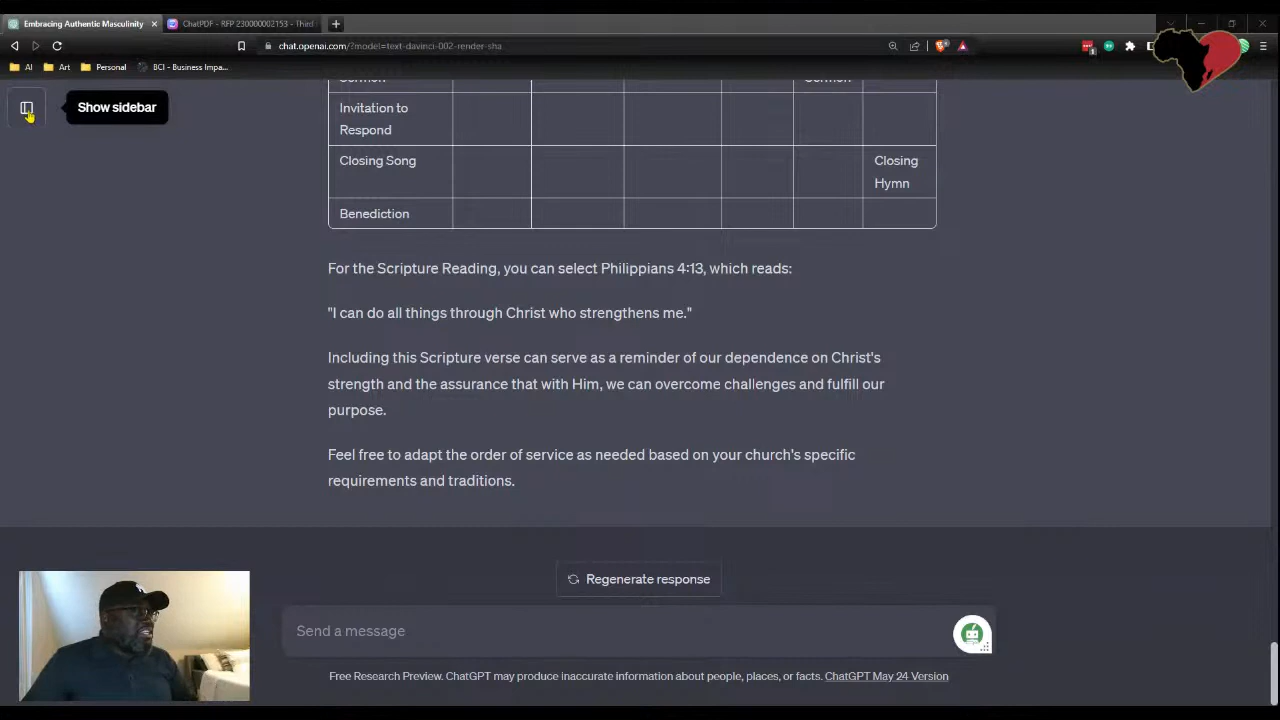 Embracing Authentic Masculinity
ChatPDF - RFP 230000002153 - Third
chat.openai.com/?model=text-davinci-002-render-sha
AI
Art
Personal
BCI - Business Impa...
Show sidebar
Sermon
Sermon
Invitation to
Respond
Closing Song
Closing
Hymn
Benediction
For the Scripture Reading, you can select Philippians 4:13, which reads:
"I can do all things through Christ who strengthens me."
Including this Scripture verse can serve as a reminder of our dependence on Christ's
strength and the assurance that with Him, we can overcome challenges and fulfill our
purpose.
Feel free to adapt the order of service as needed based on your church's specific
requirements and traditions.
Regenerate response
Send a message
Free Research Preview. ChatGPT may produce inaccurate information about people, places, or facts. ChatGPT May 24 Version